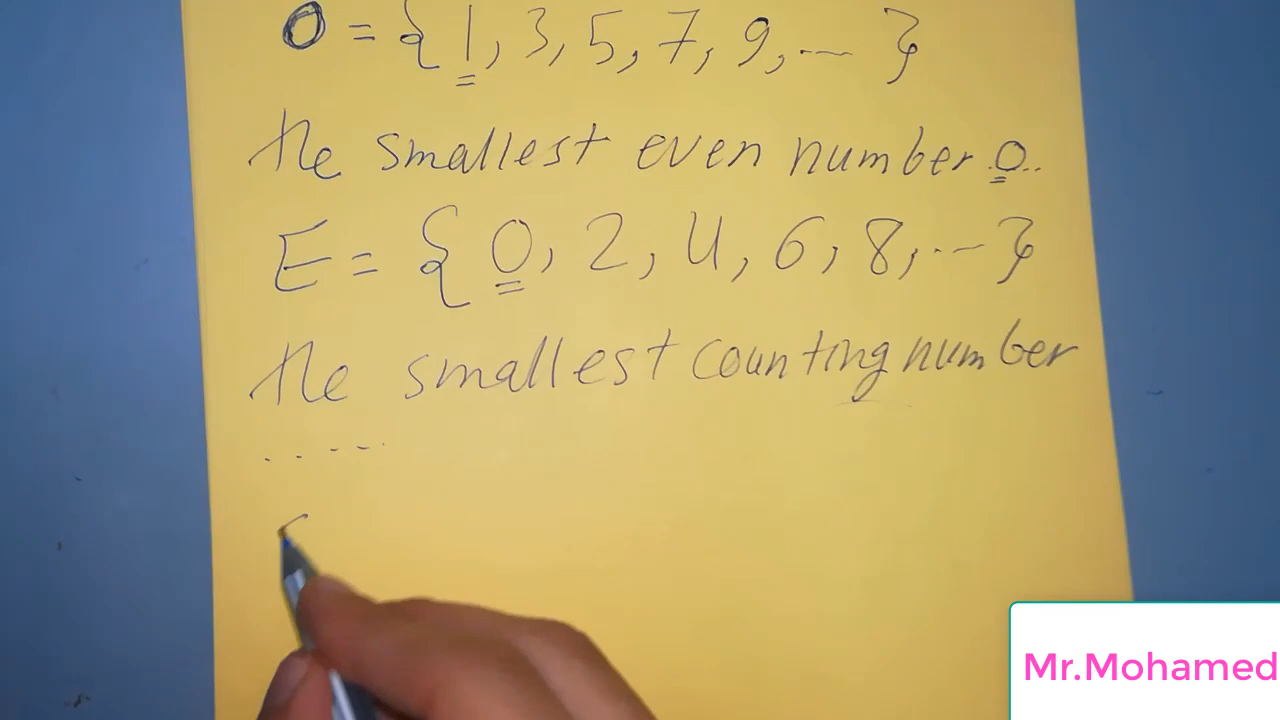 O = {1, 3, 5, 7, 9, ... }
the smallest even number .0..
E = { 0, 2, 4, 6, 8, ... }
the smallest counting number
.....
Mr.Mohamed